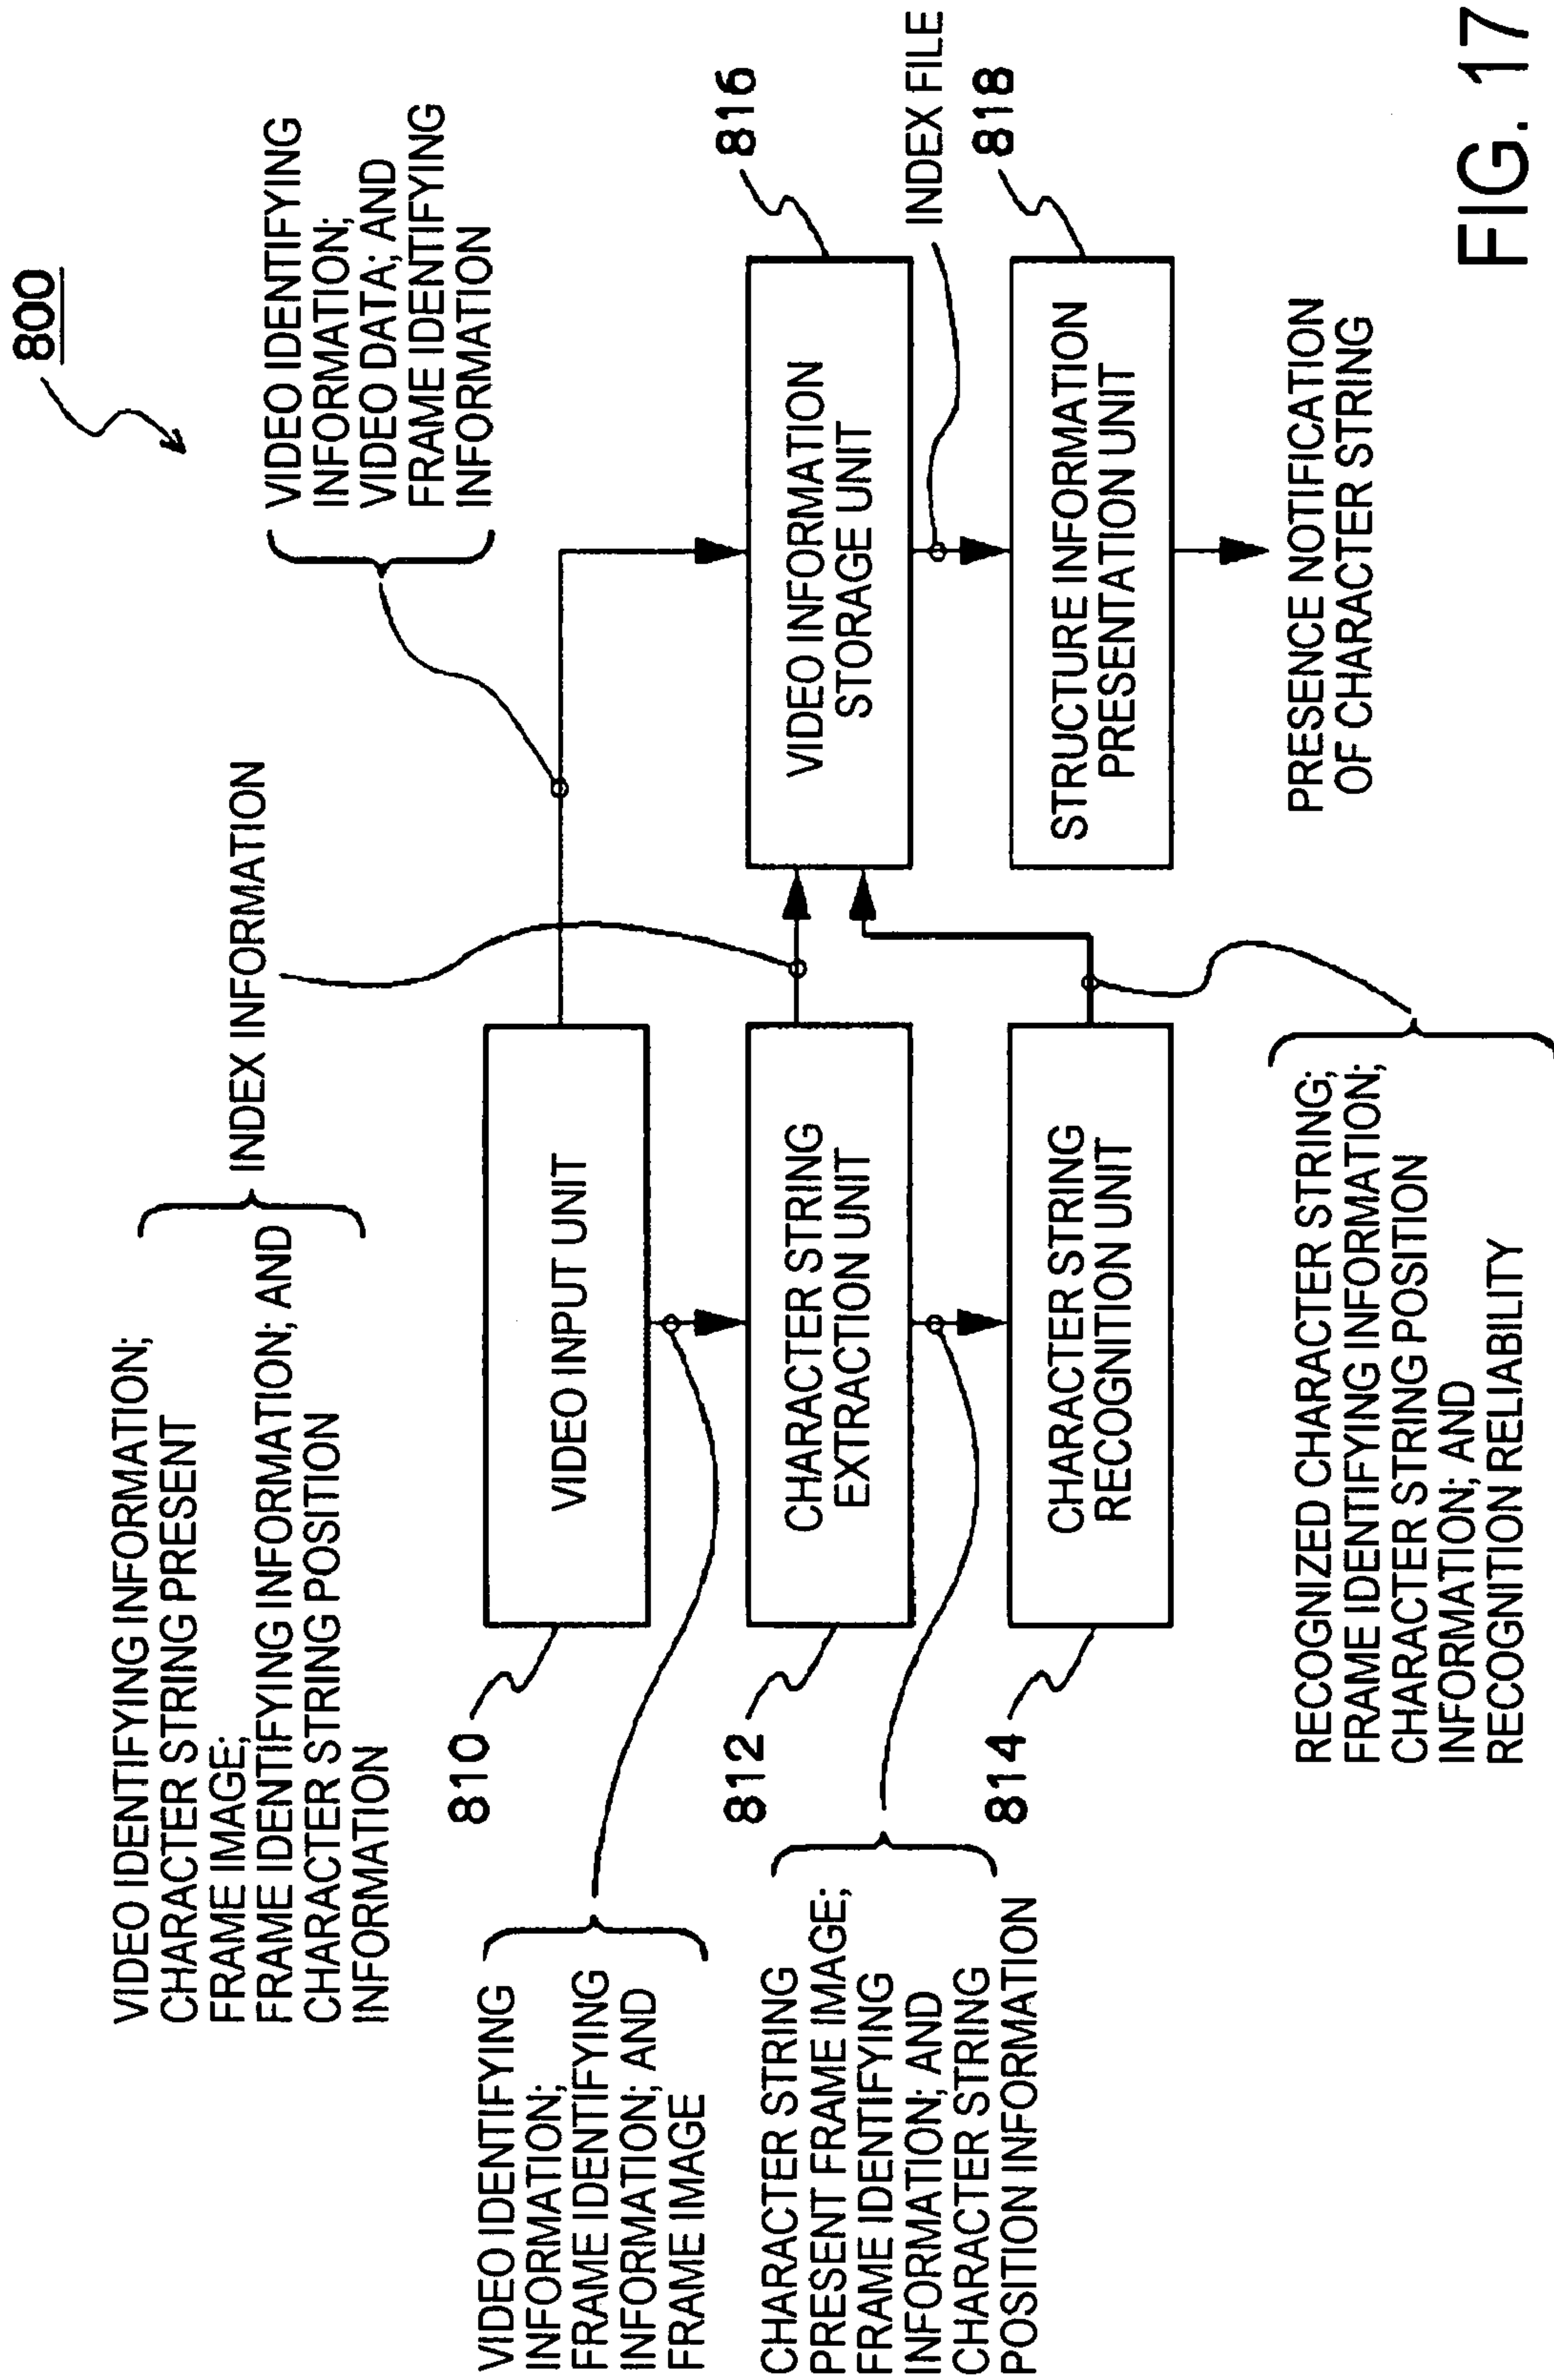 800
VIDEO IDENTIFYING INFORMATION;
CHARACTER STRING PRESENT
FRAME IMAGE;
FRAME IDENTIFYING INFORMATION; AND
CHARACTER STRING POSITION
INFORMATION
INDEX INFORMATION
VIDEO IDENTIFYING
INFORMATION;
VIDEO DATA; AND
FRAME IDENTIFYING
INFORMATION
810
VIDEO INPUT UNIT
VIDEO IDENTIFYING
INFORMATION;
FRAME IDENTIFYING
INFORMATION; AND
FRAME IMAGE
812
CHARACTER STRING
EXTRACTION UNIT
816
VIDEO INFORMATION
STORAGE UNIT
INDEX FILE
CHARACTER STRING
PRESENT FRAME IMAGE;
FRAME IDENTIFYING
INFORMATION; AND
CHARACTER STRING
POSITION INFORMATION
814
CHARACTER STRING
RECOGNITION UNIT
818
STRUCTURE INFORMATION
PRESENTATION UNIT
RECOGNIZED CHARACTER STRING;
FRAME IDENTIFYING INFORMATION;
CHARACTER STRING POSITION
INFORMATION; AND
RECOGNITION RELIABILITY
PRESENCE NOTIFICATION
OF CHARACTER STRING
FIG. 17